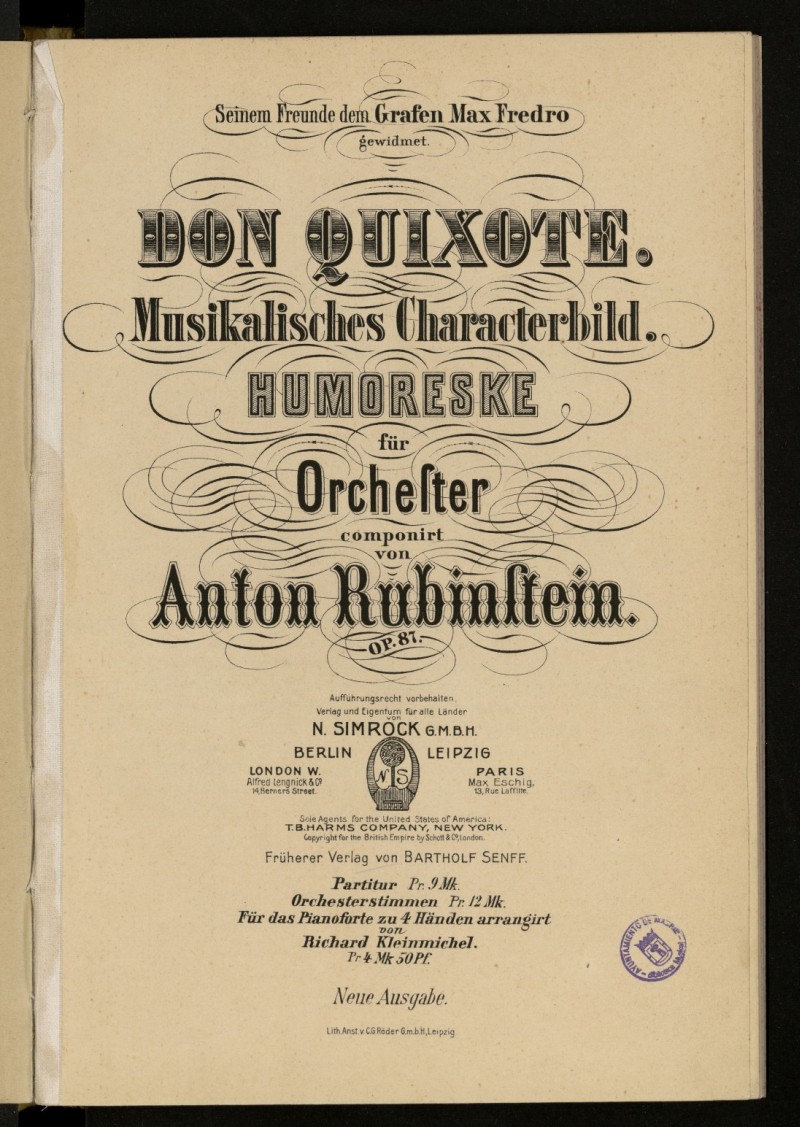 Seinem Freunde dem Grafen Max Fredro
gewidmet.
DON QUIXOTE.
Musikalisches Characterbild.
HUMORESKE
für
Orcheſter
componirt
von
Anton Rubinſtein.
OP. 87.
Aufführungsrecht vorbehalten.
Verlag und Eigentum für alle Länder
von
N. SIMROCK G.M.B.H.
BERLIN LEIPZIG
LONDON W. PARIS
Alfred Lengnick & Co. Max Eschig,
14, Berners Street. 13, Rue Laffitte.
N S
Sole Agents for the United States of America:
T. B. HARMS COMPANY, NEW YORK.
Copyright for the British Empire by Schott & Co., London.
Früherer Verlag von BARTHOLF SENFF.
Partitur Pr. 9 Mk.
Orchesterstimmen Pr. 12 Mk.
Für das Pianoforte zu 4 Händen arrangirt
von
Richard Kleinmichel.
Pr 4 Mk 50 Pf.
Neue Ausgabe.
Lith. Anst. v. C.G. Röder G.m.b.H., Leipzig.
AYUNTAMIENTO DE
Biblioteca Musical